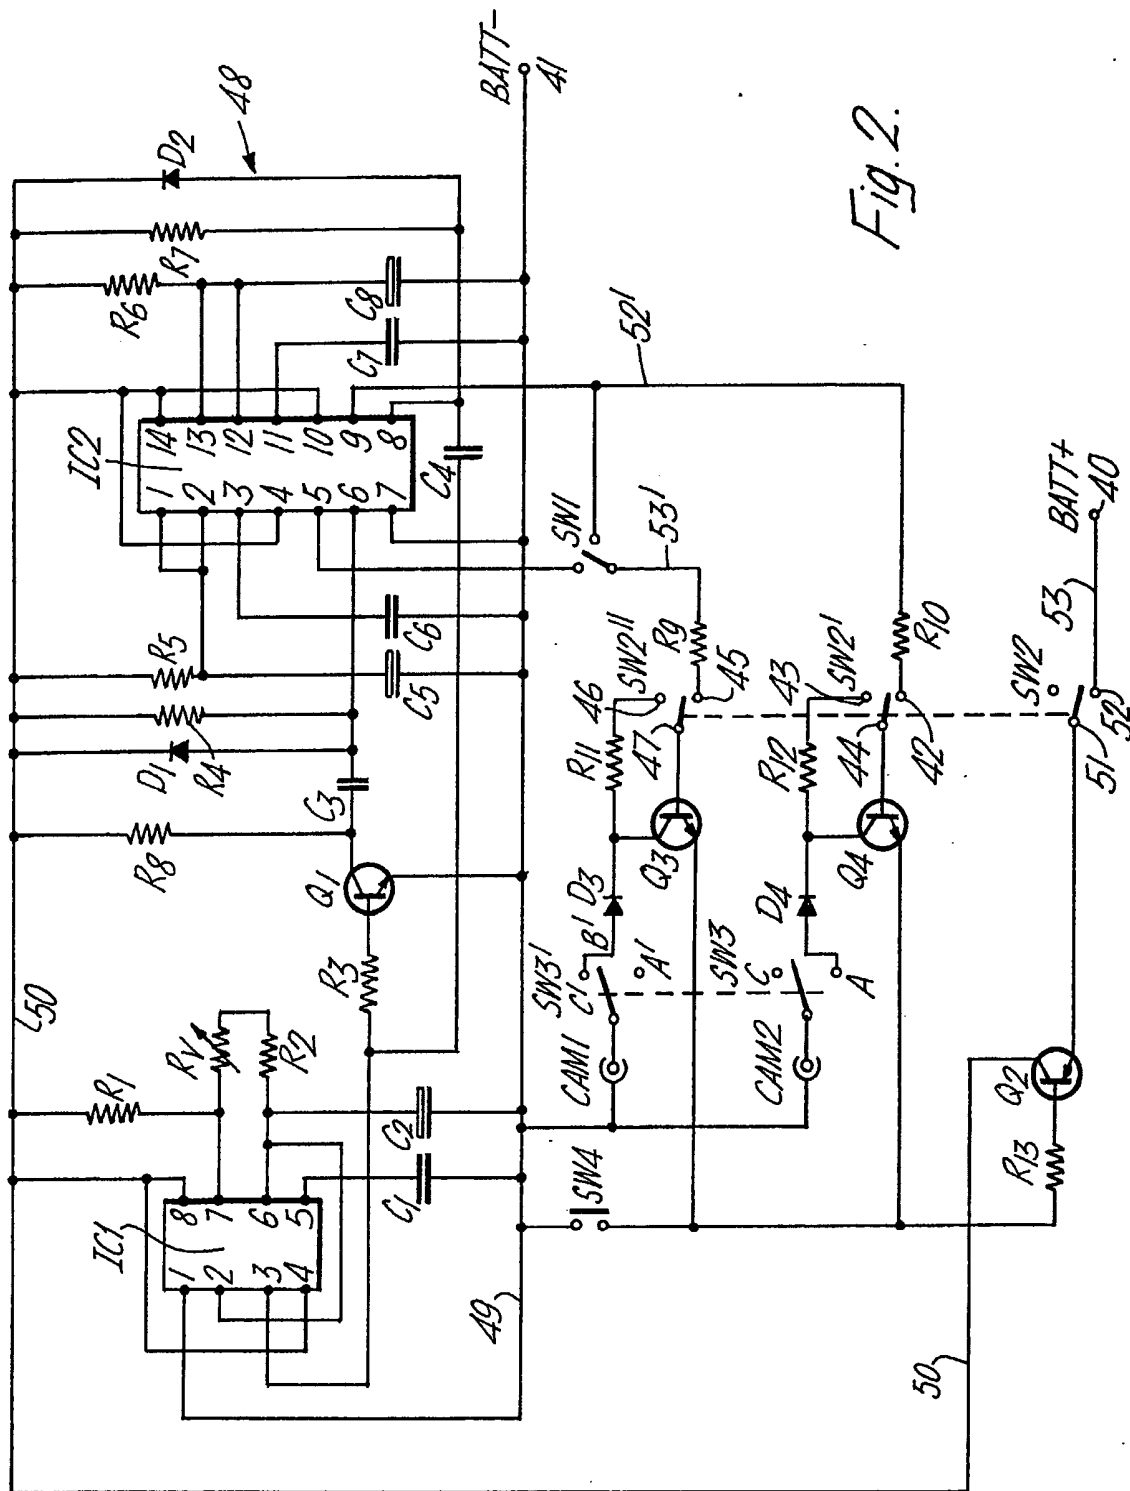 50
R1
RV
R2
IC1
8
7
6
5
1
2
3
4
C1
C2
R3
Q1
R8
C3
D1
R4
R5
C5
C6
IC2
14
13
12
11
10
9
8
1
2
3
4
5
6
7
C4
C7
C8
R6
R7
D2
48
BATT-
41
49
SW4
CAM1
SW3'
C'
B'
A'
D3
R11
46
SW2"
47
Q3
R9
45
SW1
53'
52'
CAM2
SW3
C
A
D4
R12
43
SW2'
44
Q4
42
R10
50
R13
Q2
51
52
SW2
53
BATT+
40
Fig. 2.